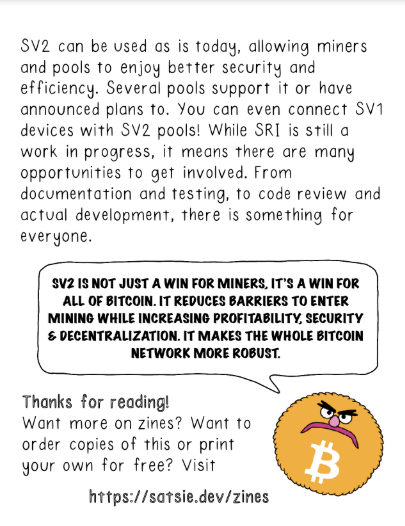 SV2 can be used as is today, allowing miners
and pools to enjoy better security and
efficiency. Several pools support it or have
announced plans to. You can even connect SV1
devices with SV2 pools! While SRI is still a
work in progress, it means there are many
opportunities to get involved. From
documentation and testing, to code review and
actual development, there is something for
everyone.
SV2 IS NOT JUST A WIN FOR MINERS, IT'S A WIN FOR
ALL OF BITCOIN. IT REDUCES BARRIERS TO ENTER
MINING WHILE INCREASING PROFITABILITY, SECURITY
& DECENTRALIZATION. IT MAKES THE WHOLE BITCOIN
NETWORK MORE ROBUST.
Thanks for reading!
Want more on zines? Want to
order copies of this or print
your own for free? Visit
https://satsie.dev/zines